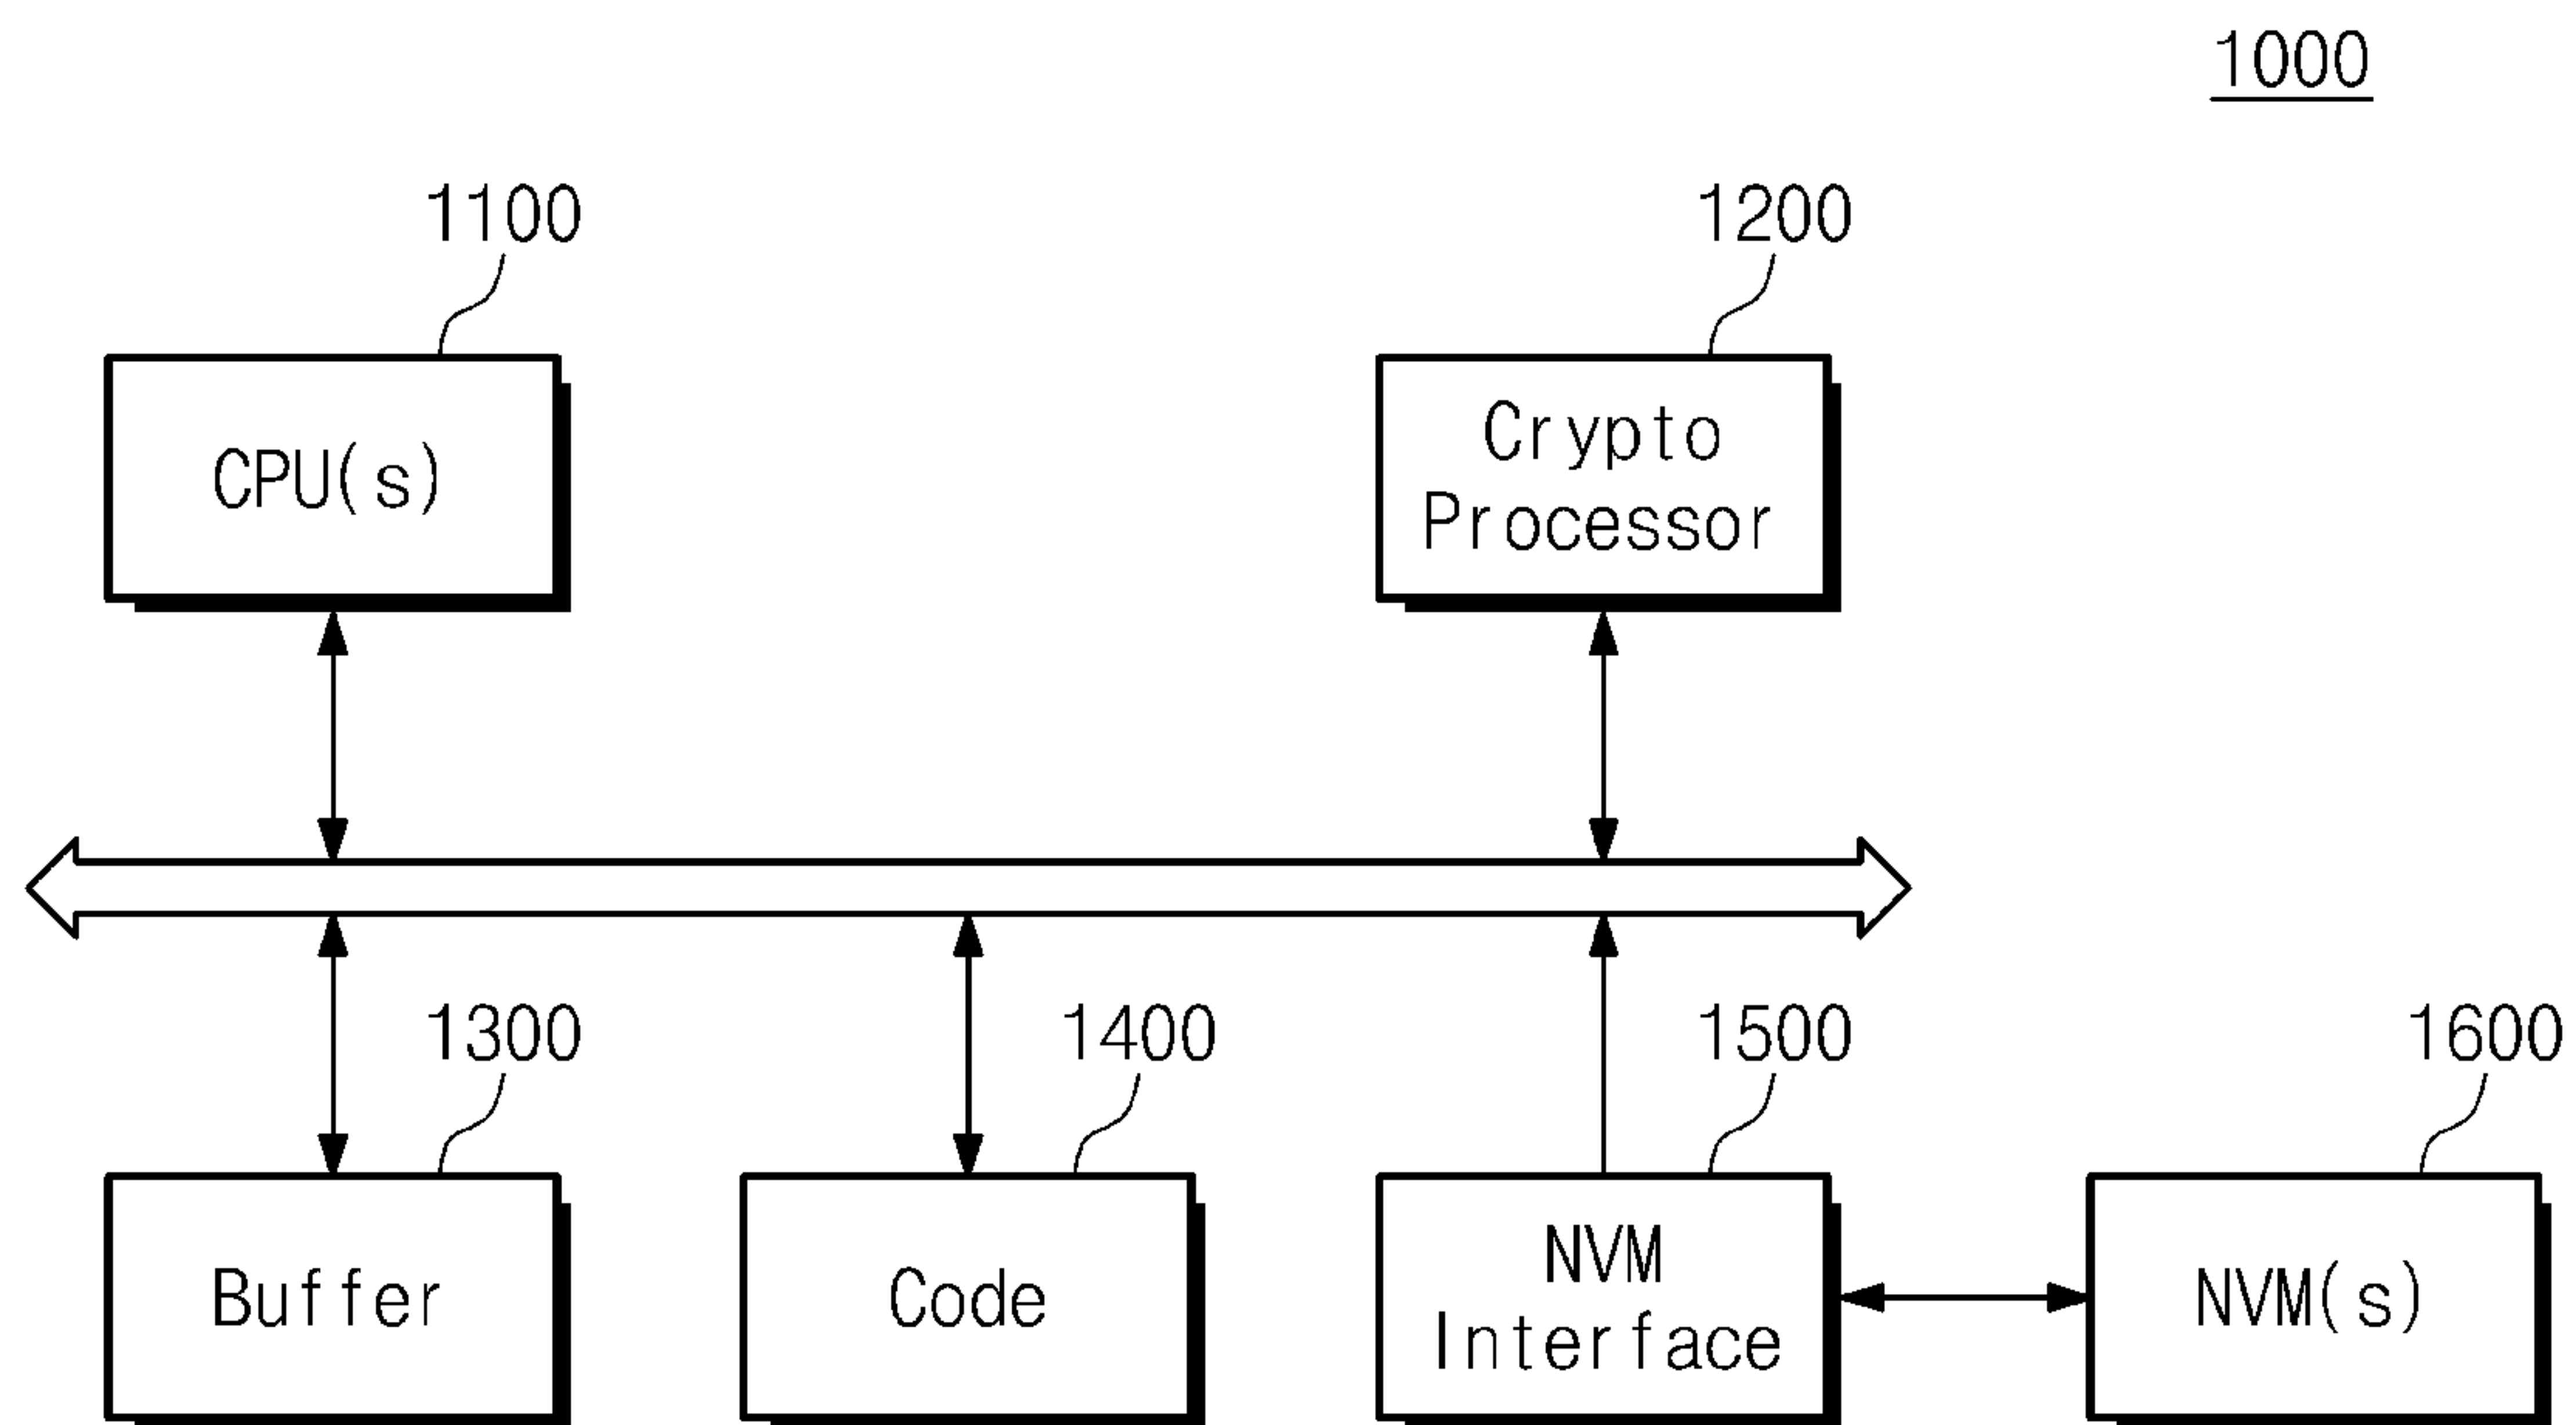 1000
1100
1200
CPU(s)
Crypto
Processor
1300
1400
1500
1600
Buffer
Code
NVM
Interface
NVM(s)